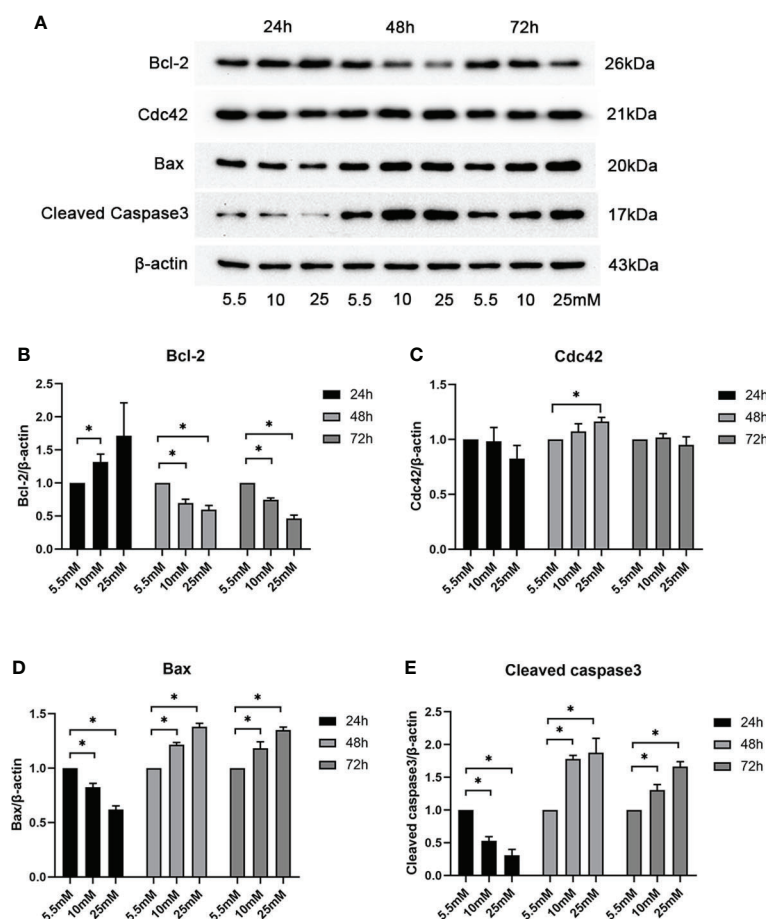 A
24h 48h 72h
Bcl-2 26kDa
Cdc42 21kDa
Bax 20kDa
Cleaved Caspase3 17kDa
β-actin 43kDa
5.5 10 25 5.5 10 25 5.5 10 25mM
B
Bcl-2
Bcl-2/β-actin
2.5
2.0
1.5
1.0
0.5
0.0
* * * * *
5.5mM 10mM 25mM 5.5mM 10mM 25mM 5.5mM 10mM 25mM
24h
48h
72h
C
Cdc42
Cdc42/β-actin
1.5
1.0
0.5
0.0
*
5.5mM 10mM 25mM 5.5mM 10mM 25mM 5.5mM 10mM 25mM
24h
48h
72h
D
Bax
Bax/β-actin
1.5
1.0
0.5
0.0
* * * * * *
5.5mM 10mM 25mM 5.5mM 10mM 25mM 5.5mM 10mM 25mM
24h
48h
72h
E
Cleaved caspase3
Cleaved caspase3/β-actin
2.5
2.0
1.5
1.0
0.5
0.0
* * * * * *
5.5mM 10mM 25mM 5.5mM 10mM 25mM 5.5mM 10mM 25mM
24h
48h
72h